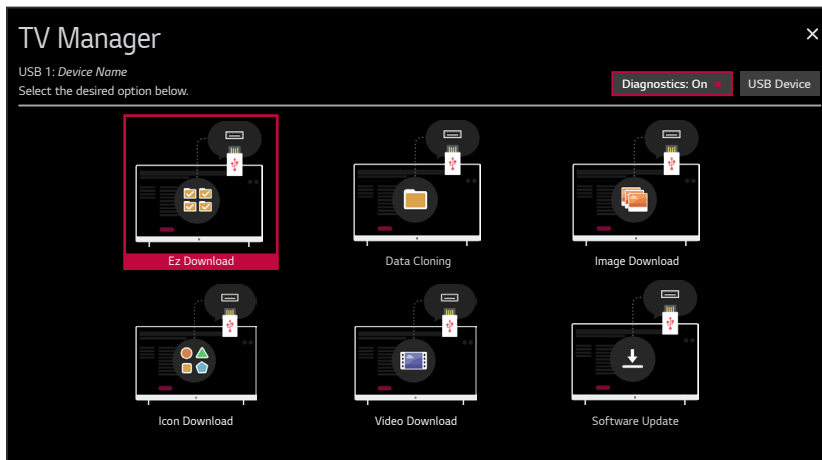 TV Manager
USB 1: Device Name
Select the desired option below.
Diagnostics: On
USB Device
Ez Download
Data Cloning
Image Download
Icon Download
Video Download
Software Update